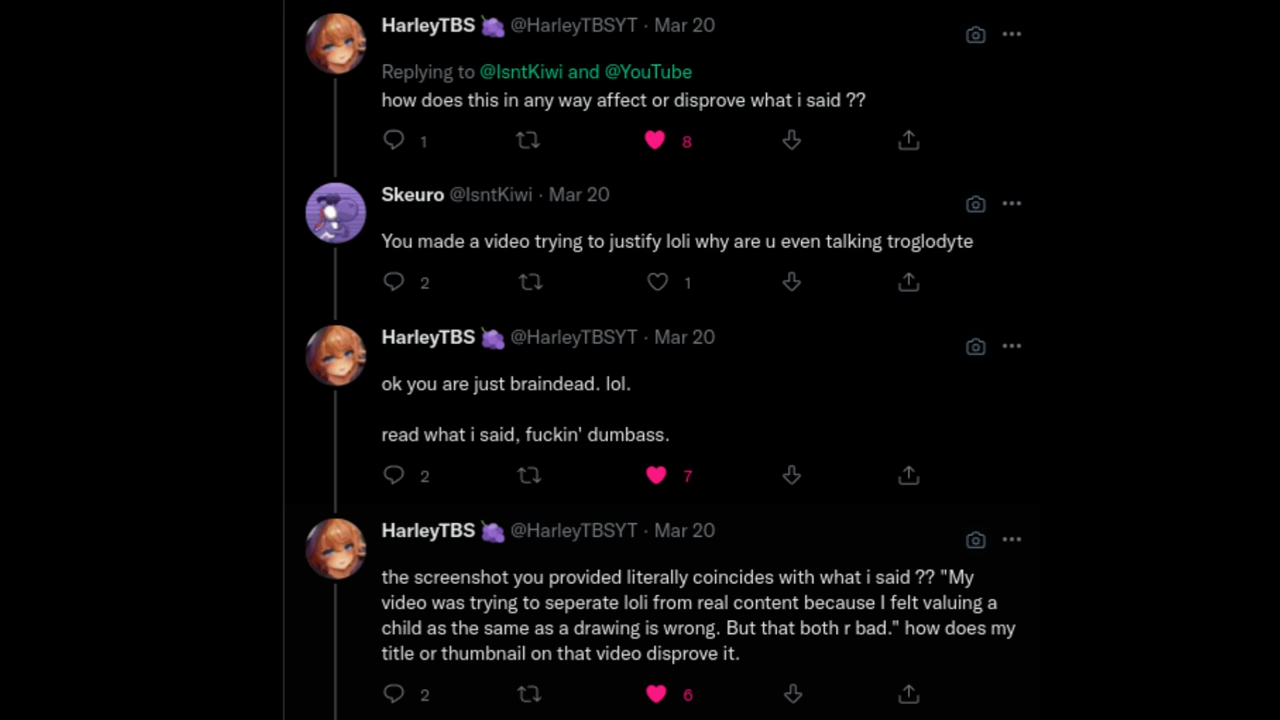 HarleyTBS 🍇 @HarleyTBSYT · Mar 20
Replying to @IsntKiwi and @YouTube
how does this in any way affect or disprove what i said ??
1 8
Skeuro @IsntKiwi · Mar 20
You made a video trying to justify loli why are u even talking troglodyte
2 1
HarleyTBS 🍇 @HarleyTBSYT · Mar 20
ok you are just braindead. lol.
read what i said, fuckin' dumbass.
2 7
HarleyTBS 🍇 @HarleyTBSYT · Mar 20
the screenshot you provided literally coincides with what i said ?? "My
video was trying to seperate loli from real content because I felt valuing a
child as the same as a drawing is wrong. But that both r bad." how does my
title or thumbnail on that video disprove it.
2 6